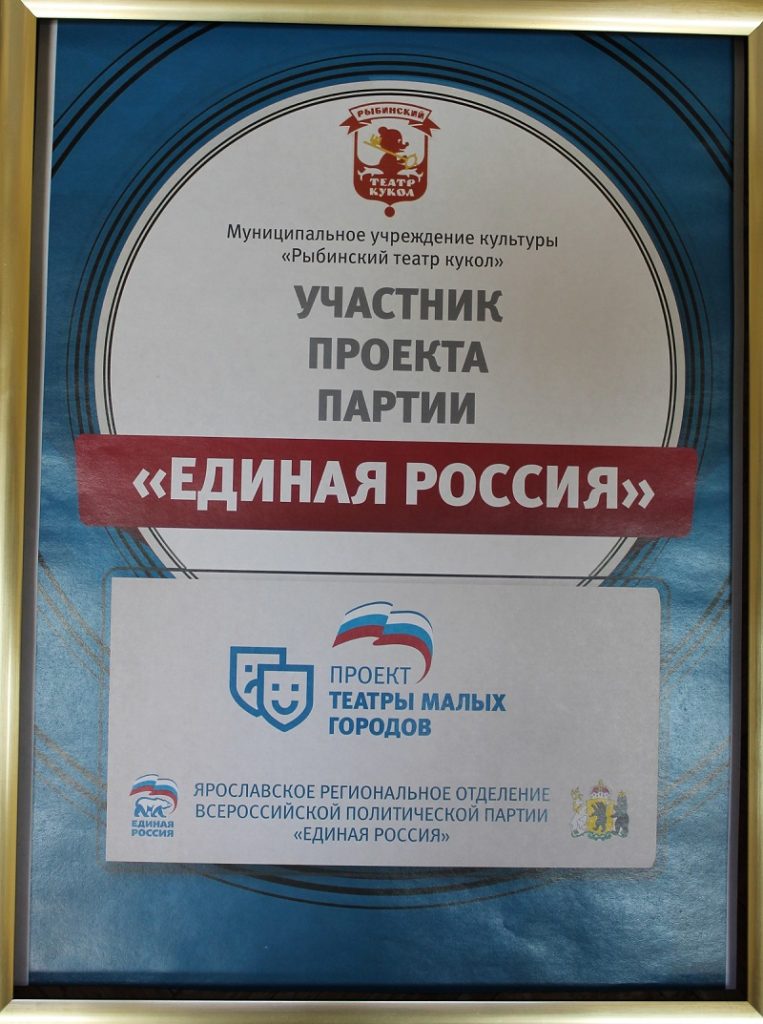 РЫБИНСКИЙ
ТЕАТР
КУКОЛ
Муниципальное учреждение культуры
«Рыбинский театр кукол»
УЧАСТНИК
ПРОЕКТА
ПАРТИИ
«ЕДИНАЯ РОССИЯ»
ПРОЕКТ
ТЕАТРЫ МАЛЫХ
ГОРОДОВ
ЕДИНАЯ
РОССИЯ
ЯРОСЛАВСКОЕ РЕГИОНАЛЬНОЕ ОТДЕЛЕНИЕ
ВСЕРОССИЙСКОЙ ПОЛИТИЧЕСКОЙ ПАРТИИ
«ЕДИНАЯ РОССИЯ»